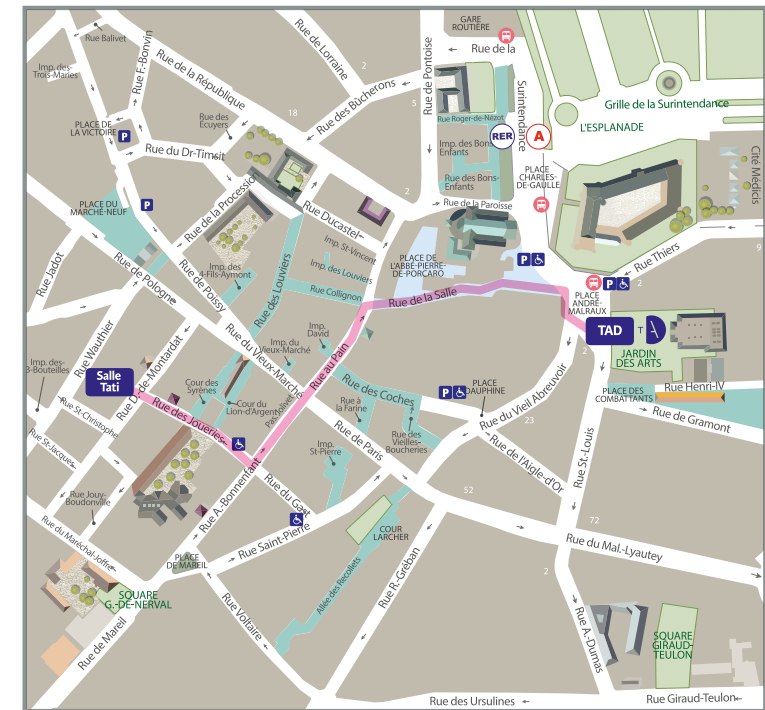 GARE
ROUTIÈRE
Rue de la
Surintendance
Rue Balivet
Rue F.-Bonvin
Rue de la République
Rue de Lorraine
2
Rue des Bûcherons
Rue de Pontoise
5
Imp. des-
Trois-Maries
Grille de la Surintendance
L'ESPLANADE
18
Rue des
Ecuyers
Rue Roger-de-Nézot
PLACE DE
LA VICTOIRE
P
RER
A
Imp. des Bons-
Enfants
Rue du Dr-Timsit
Rue des Bons-
Enfants
PLACE
CHARLES-
DE-GAULLE
Cité Médicis
Rue de la Procession
2
Rue de la Paroisse
PLACE DU
MARCHÉ-NEUF
P
Rue Ducastel
Rue Thiers
9
Imp. St-Vincent
Imp. des Louviers
PLACE DE
L'ABBÉ-PIERRE-
DE-PORCARO
P
Rue Jadot
Rue de Pologne
Rue de Poissy
Imp. des
4-Fils-Aymont
Rue des Louviers
Rue Collignon
Rue de la Salle
P
2
PLACE
ANDRÉ-
MALRAUX
TAD
T
JARDIN
DES ARTS
Rue Wauthier
Rue D.-de-Montardat
Rue du Vieux-Marché
Imp. du
Vieux-Marché
Imp.
David
Rue au Pain
2
Imp. des-
3-Bouteilles
Salle
Tati
Cour des
Syrènes
Cour du
Lion-d'Argent
Rue des Coches
P
PLACE
DAUPHINE
PLACE DES
COMBATTANTS
Rue Henri-IV
Rue de Gramont
Rue St-Christophe
Rue des Joueries
Rue à
la Farine
Rue du Vieil Abreuvoir
23
Rue St-Jacques
Rue des
Vieilles-
Boucheries
Rue de Paris
Imp.
St-Pierre
Rue de l'Aigle-d'Or
Rue St.-Louis
Rue Jouy-
Boudonville
Rue A.-Bonnenfant
Rue du Gast
52
72
Rue du Maréchal-Joffre
Rue Saint-Pierre
COUR
LARCHER
Rue du Mal.-Lyautey
PLACE
DE MAREIL
2
SQUARE
G.-DE-NERVAL
Allée des Recollets
Rue R.-Gréban
Rue Voltaire
Rue de Mareil
Rue A.-Dumas
SQUARE
GIRAUD-
TEULON
Rue des Ursulines
Rue Giraud-Teulon